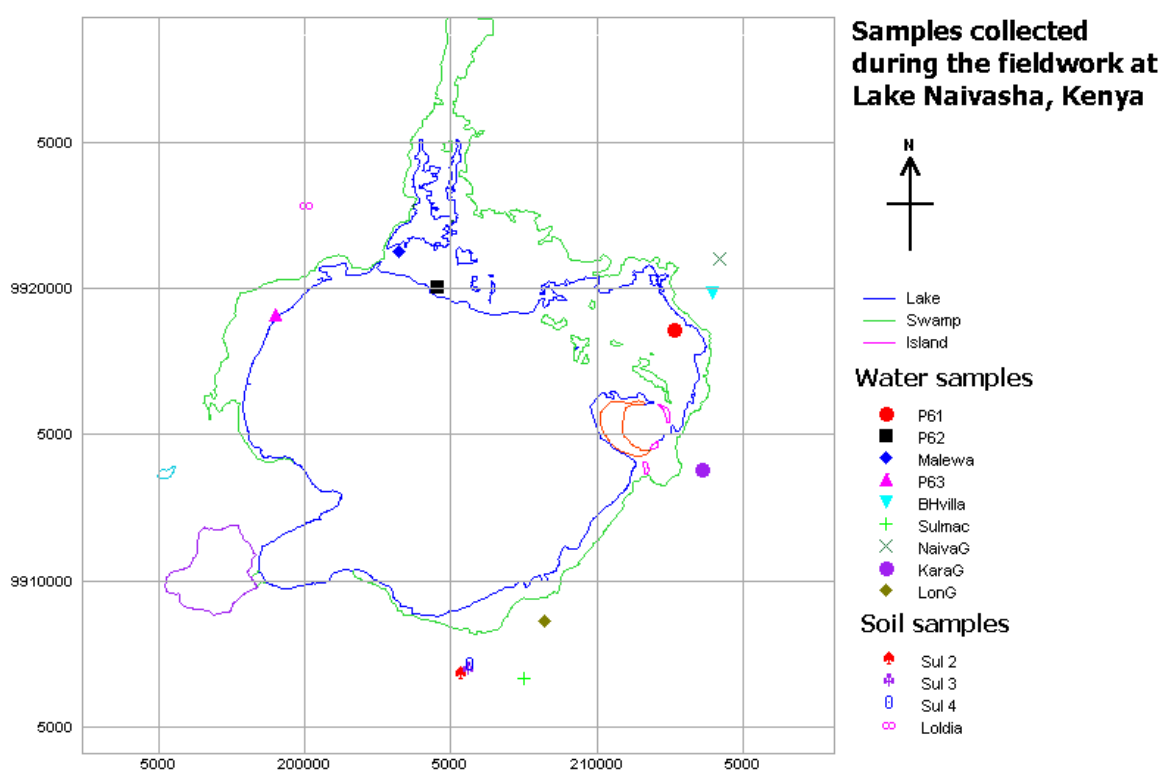 Samples collected
during the fieldwork at
Lake Naivasha, Kenya
N
5000
9920000
5000
9910000
5000
5000
200000
5000
210000
5000
Lake
Swamp
Island
Water samples
P61
P62
Malewa
P63
BHvilla
Sulmac
NaivaG
KaraG
LonG
Soil samples
Sul 2
Sul 3
Sul 4
Loldia